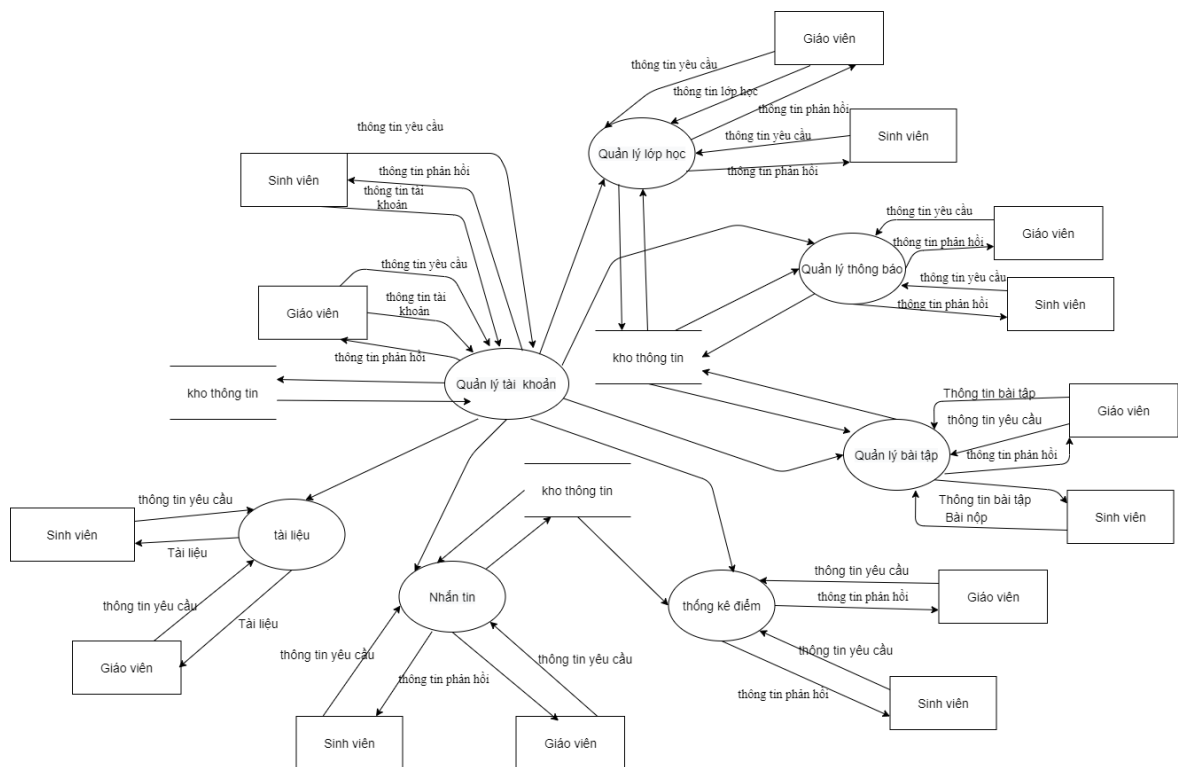 Giáo viên
thông tin yêu cầu
thông tin lớp học
thông tin phản hồi
thông tin yêu cầu
Sinh viên
thông tin phản hồi
Quản lý lớp học
thông tin yêu cầu
Sinh viên
thông tin phản hồi
thông tin tài
khoản
thông tin yêu cầu
Giáo viên
thông tin tài
khoản
thông tin phản hồi
Quản lý tài khoản
kho thông tin
thông tin yêu cầu
Giáo viên
thông tin phản hồi
Quản lý thông báo
thông tin yêu cầu
Sinh viên
thông tin phản hồi
kho thông tin
Thông tin bài tập
Giáo viên
thông tin yêu cầu
thông tin phản hồi
Quản lý bài tập
Thông tin bài tập
Bài nộp
Sinh viên
kho thông tin
thông tin yêu cầu
Sinh viên
tài liệu
Tài liệu
thông tin yêu cầu
Tài liệu
Giáo viên
Nhắn tin
thông tin yêu cầu
thông tin phản hồi
thông tin yêu cầu
Sinh viên
Giáo viên
thống kê điểm
thông tin yêu cầu
Giáo viên
thông tin phản hồi
thông tin yêu cầu
thông tin phản hồi
Sinh viên